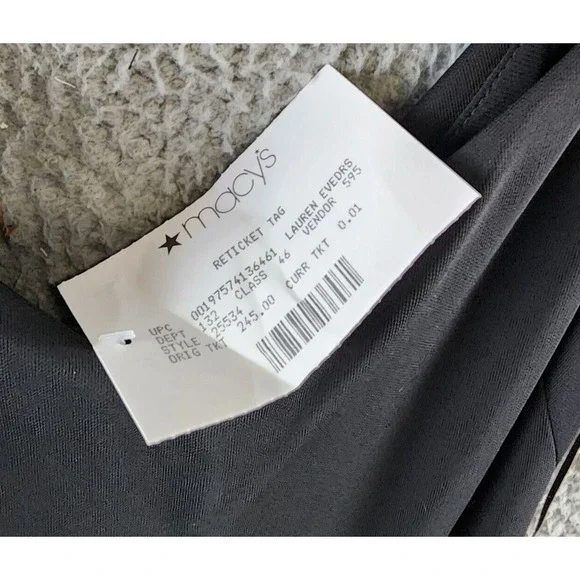 ★macy's
RETICKET TAG
UPC 00197574136461 LAUREN EVEDRS
DEPT 132 CLASS 46 VENDOR 595
STYLE 25534
ORIG TKT 245.00 CURR TKT 0.01